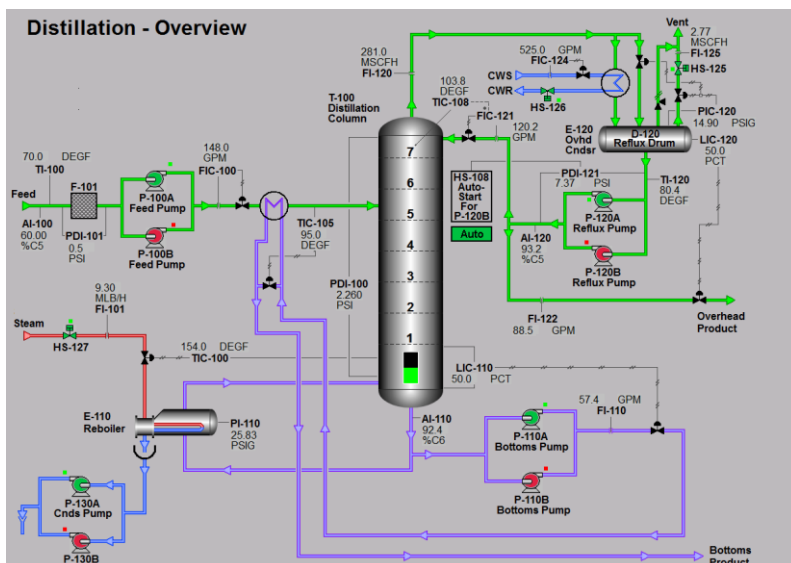 Distillation - Overview
Vent
2.77
MSCFH
FI-125
HS-125
281.0
MSCFH
FI-120
525.0 GPM
FIC-124
CWS
CWR
HS-126
103.8
DEGF
TIC-108
T-100
Distillation
Column
FIC-121
120.2
GPM
PIC-120
14.90
PSIG
E-120
Ovhd
Cndsr
D-120
Reflux Drum
LIC-120
50.0
PCT
70.0 DEGF
TI-100
148.0
GPM
FIC-100
F-101
Feed
P-100A
Feed Pump
AI-100
60.00
%C5
PDI-101
0.5
PSI
P-100B
Feed Pump
TIC-105
95.0
DEGF
7
6
5
4
3
2
1
HS-108
Auto-
Start
For
P-120B
Auto
PDI-121
7.37 PSI
TI-120
80.4
DEGF
P-120A
Reflux Pump
AI-120
93.2
%C5
P-120B
Reflux Pump
PDI-100
2.260
PSI
FI-122
88.5 GPM
Overhead
Product
9.30
MLB/H
FI-101
Steam
HS-127
154.0 DEGF
TIC-100
LIC-110
50.0 PCT
57.4 GPM
FI-110
E-110
Reboiler
PI-110
25.83
PSIG
AI-110
92.4
%C6
P-110A
Bottoms Pump
P-110B
Bottoms Pump
P-130A
Cnds Pump
P-130B
Bottoms
Product